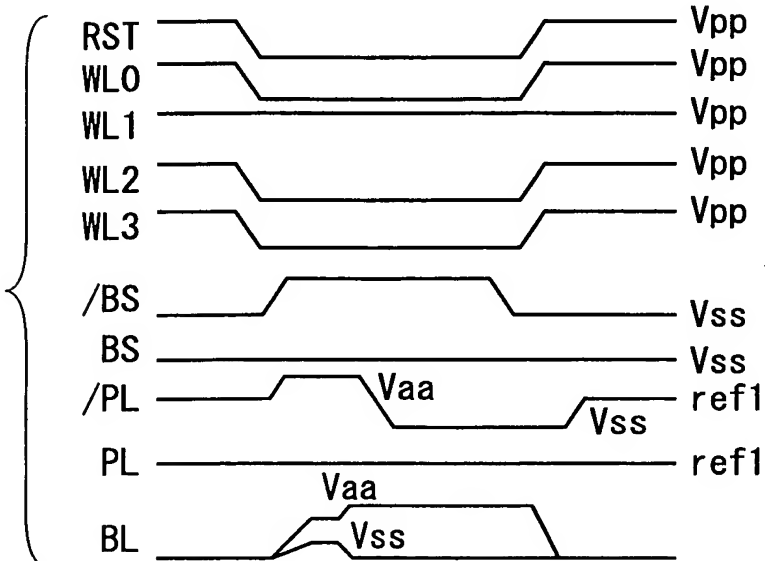 RST Vpp
WL0 Vpp
WL1 Vpp
WL2 Vpp
WL3 Vpp
/BS Vss
BS Vss
/PL Vaa Vss ref1
PL ref1
BL Vaa Vss